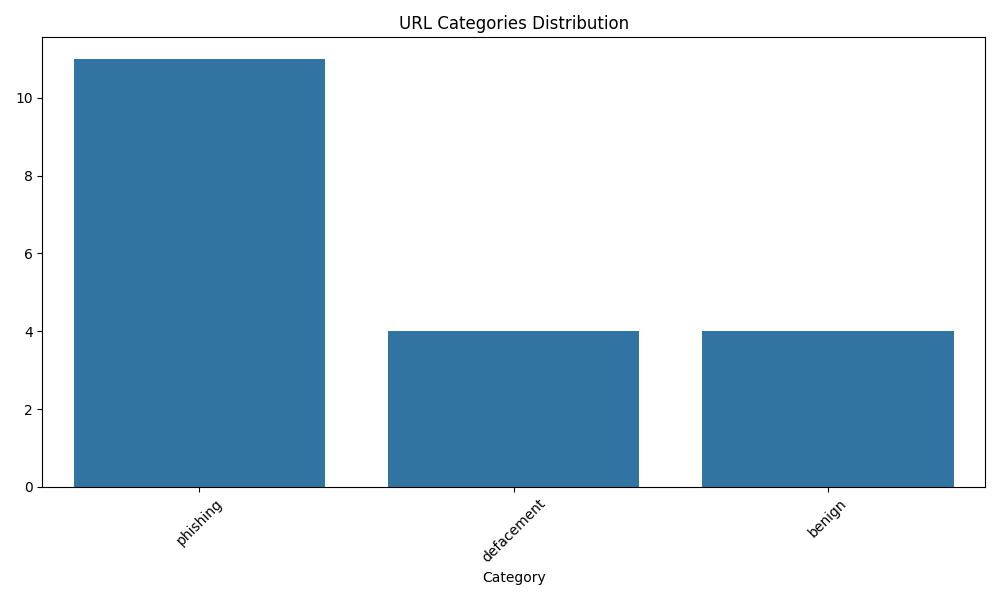 URL Categories Distribution
10
8
6
4
2
0
phishing
defacement
benign
Category